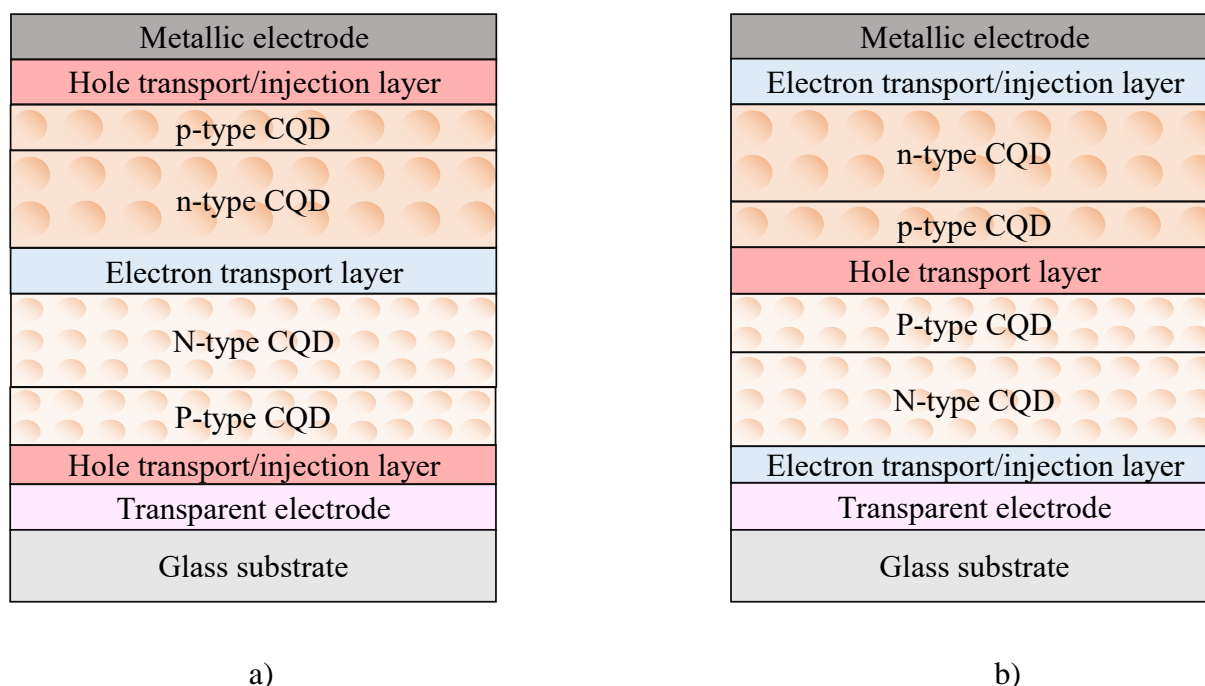 Metallic electrode
Hole transport/injection layer
p-type CQD
n-type CQD
Electron transport layer
N-type CQD
P-type CQD
Hole transport/injection layer
Transparent electrode
Glass substrate
a)
Metallic electrode
Electron transport/injection layer
n-type CQD
p-type CQD
Hole transport layer
P-type CQD
N-type CQD
Electron transport/injection layer
Transparent electrode
Glass substrate
b)